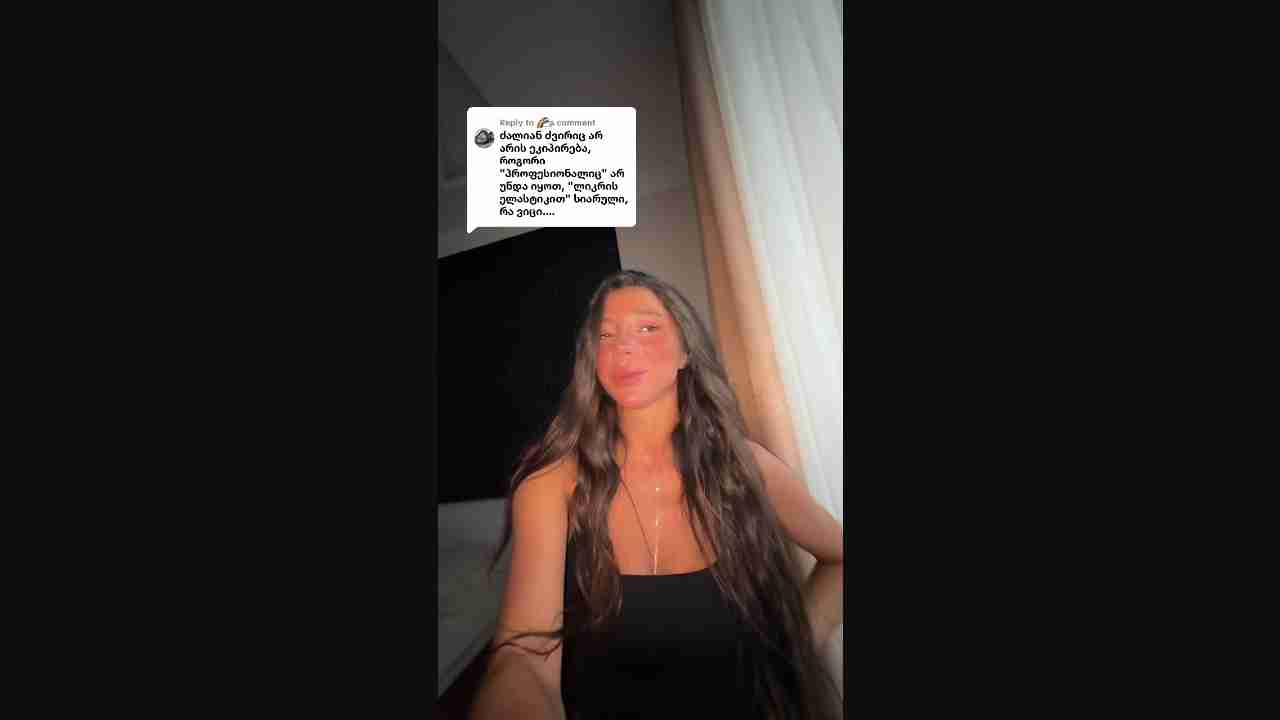 Reply to 🌈's comment
ძალიან ძვირიც არ
არის ეკიპირება,
როგორი
"პროფესიონალიც" არ
უნდა იყოთ, "ლიკრის
ელასტიკით" სიარული,
რა ვიცი....